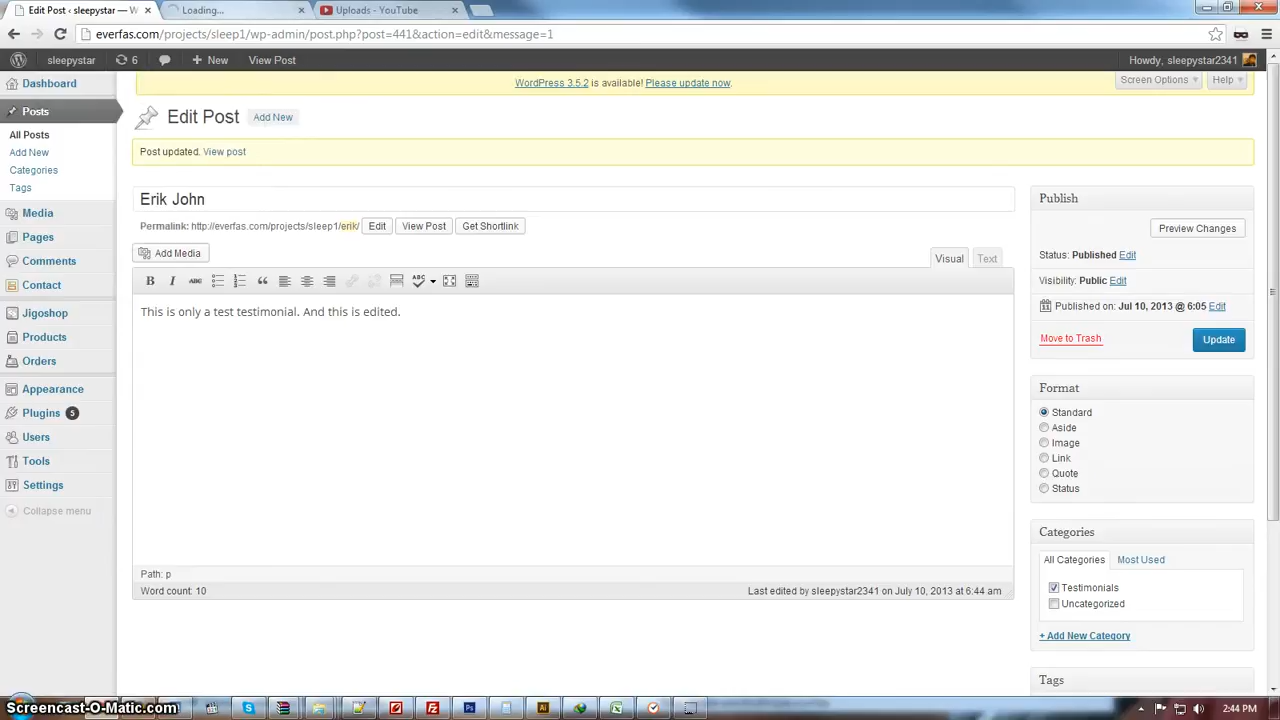 Edit Post ‹ sleepystar — W
Loading...
Uploads - YouTube
everfas.com/projects/sleep1/wp-admin/post.php?post=441&action=edit&message=1
sleepystar
6
New
View Post
Howdy, sleepystar2341
Dashboard
WordPress 3.5.2 is available! Please update now.
Screen Options
Help
Posts
Edit Post
Add New
All Posts
Add New
Categories
Tags
Post updated. View post
Erik John
Permalink: http://everfas.com/projects/sleep1/erik/
Edit
View Post
Get Shortlink
Add Media
Visual
Text
B I ABC
ABC
This is only a test testimonial. And this is edited.
Path: p
Word count: 10
Last edited by sleepystar2341 on July 10, 2013 at 6:44 am
Media
Pages
Comments
Contact
Jigoshop
Products
Orders
Appearance
Plugins 5
Users
Tools
Settings
Collapse menu
Publish
Preview Changes
Status: Published Edit
Visibility: Public Edit
Published on: Jul 10, 2013 @ 6:05 Edit
Move to Trash
Update
Format
Standard
Aside
Image
Link
Quote
Status
Categories
All Categories
Most Used
Testimonials
Uncategorized
+ Add New Category
Tags
Screencast-O-Matic.com
2:44 PM